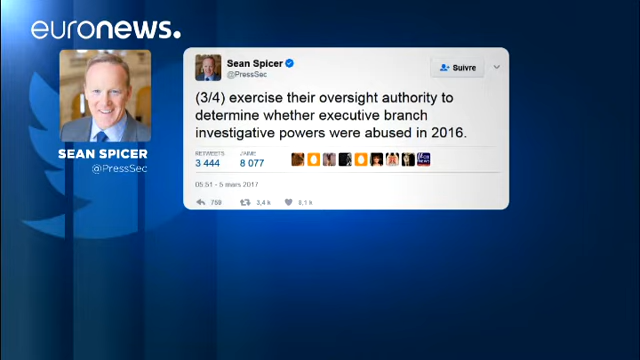 euronews.
SEAN SPICER
@PressSec
Sean Spicer
@PressSec
Suivre
(3/4) exercise their oversight authority to
determine whether executive branch
investigative powers were abused in 2016.
RETWEETS J'AIME
3 444 8 077
05:51 - 5 mars 2017
759 3,4 k 8,1 k